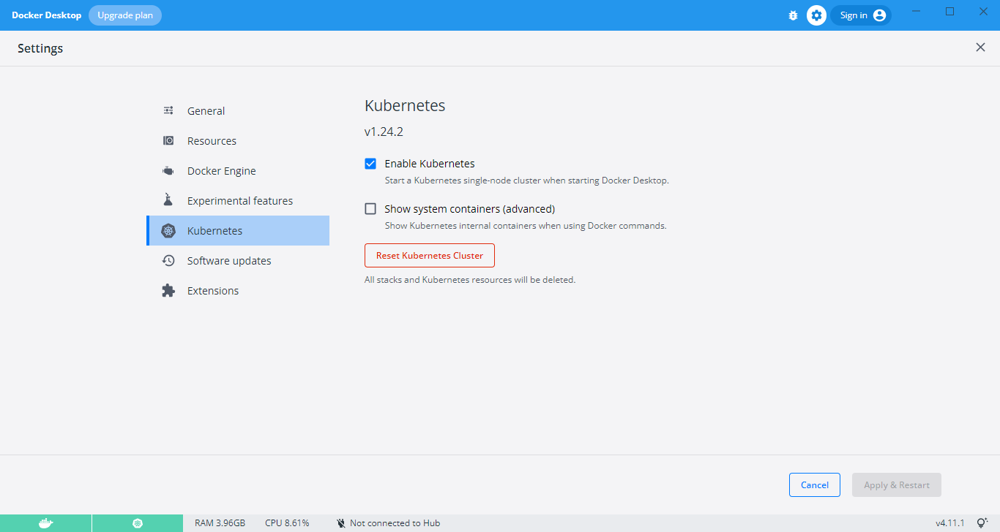 Docker Desktop Upgrade plan Sign in
Settings
General
Resources
Docker Engine
Experimental features
Kubernetes
Software updates
Extensions
Kubernetes
v1.24.2
Enable Kubernetes
Start a Kubernetes single-node cluster when starting Docker Desktop.
Show system containers (advanced)
Show Kubernetes internal containers when using Docker commands.
Reset Kubernetes Cluster
All stacks and Kubernetes resources will be deleted.
Cancel Apply & Restart
RAM 3.96GB CPU 8.61% Not connected to Hub v4.11.1